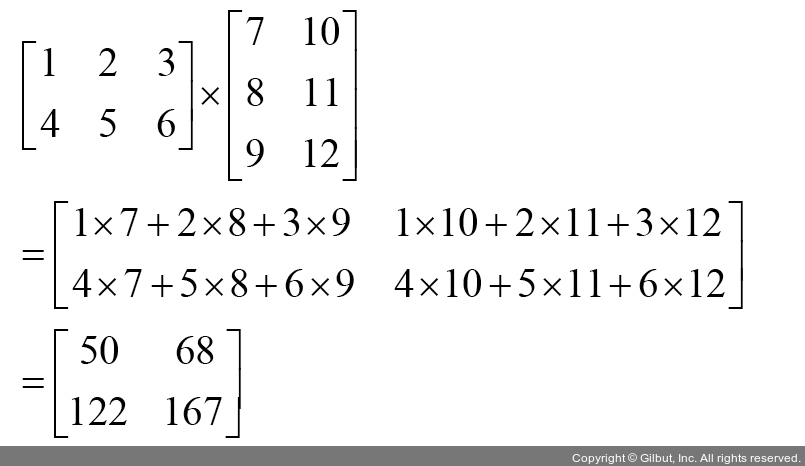 [1 2 3
4 5 6] × [7 10
8 11
9 12]
= [1×7+2×8+3×9 1×10+2×11+3×12
4×7+5×8+6×9 4×10+5×11+6×12]
= [50 68
122 167]
Copyright © Gilbut, Inc. All rights reserved.